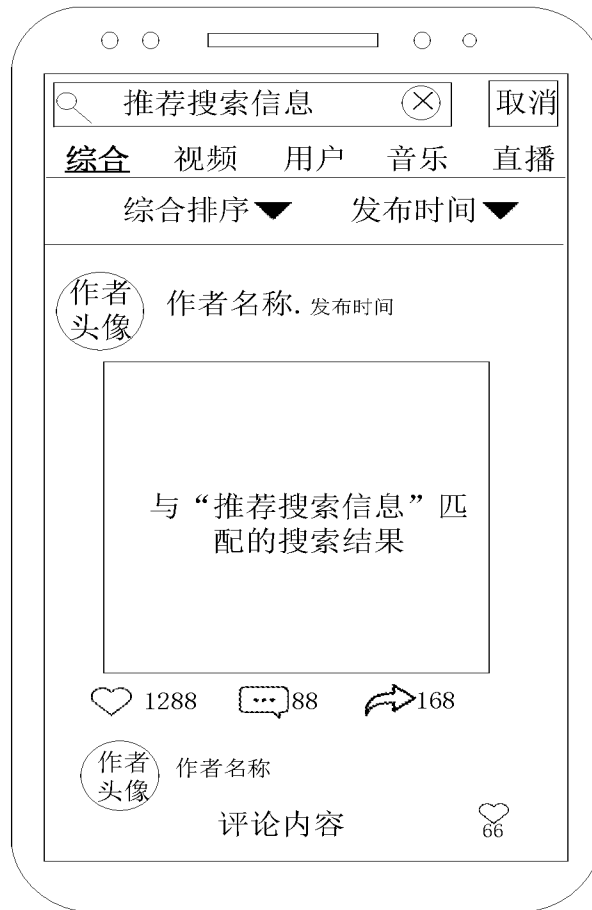 推荐搜索信息 取消
综合 视频 用户 音乐 直播
综合排序 发布时间
作者
头像
作者名称. 发布时间
与“推荐搜索信息”匹
配的搜索结果
1288 88 168
作者
头像
作者名称
评论内容
66